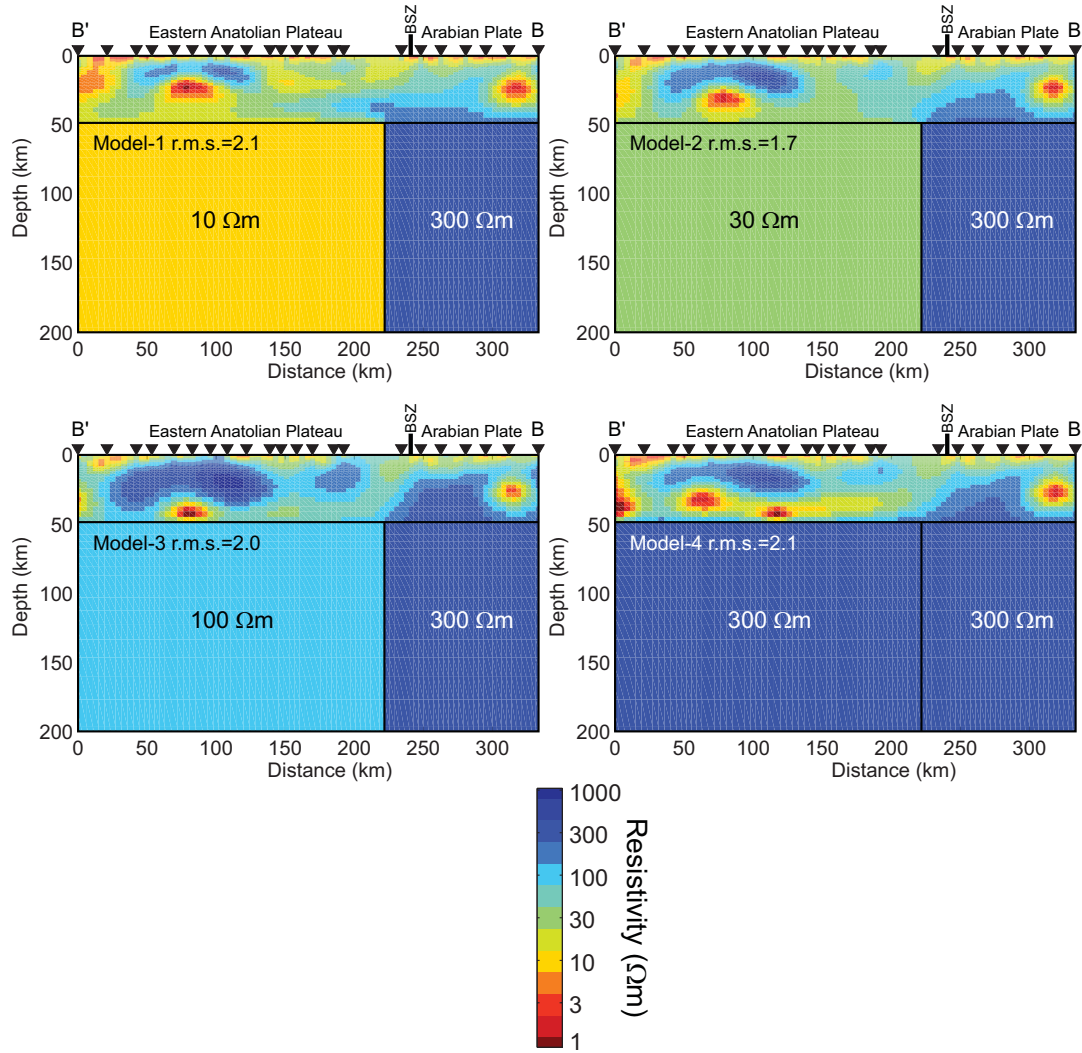 BSZ BSZ
B' Eastern Anatolian Plateau Arabian Plate B B' Eastern Anatolian Plateau Arabian Plate B
0 0
50 50
Model-1 r.m.s.=2.1 Model-2 r.m.s.=1.7
Depth (km) Depth (km)
100 100
10 Ωm 300 Ωm 30 Ωm 300 Ωm
150 150
200 200
0 50 100 150 200 250 300 0 50 100 150 200 250 300
Distance (km) Distance (km)
BSZ BSZ
B' Eastern Anatolian Plateau Arabian Plate B B' Eastern Anatolian Plateau Arabian Plate B
0 0
50 50
Model-3 r.m.s.=2.0 Model-4 r.m.s.=2.1
Depth (km) Depth (km)
100 100
100 Ωm 300 Ωm 300 Ωm 300 Ωm
150 150
200 200
0 50 100 150 200 250 300 0 50 100 150 200 250 300
Distance (km) Distance (km)
1000
300
100
30
10
3
1
Resistivity (Ωm)